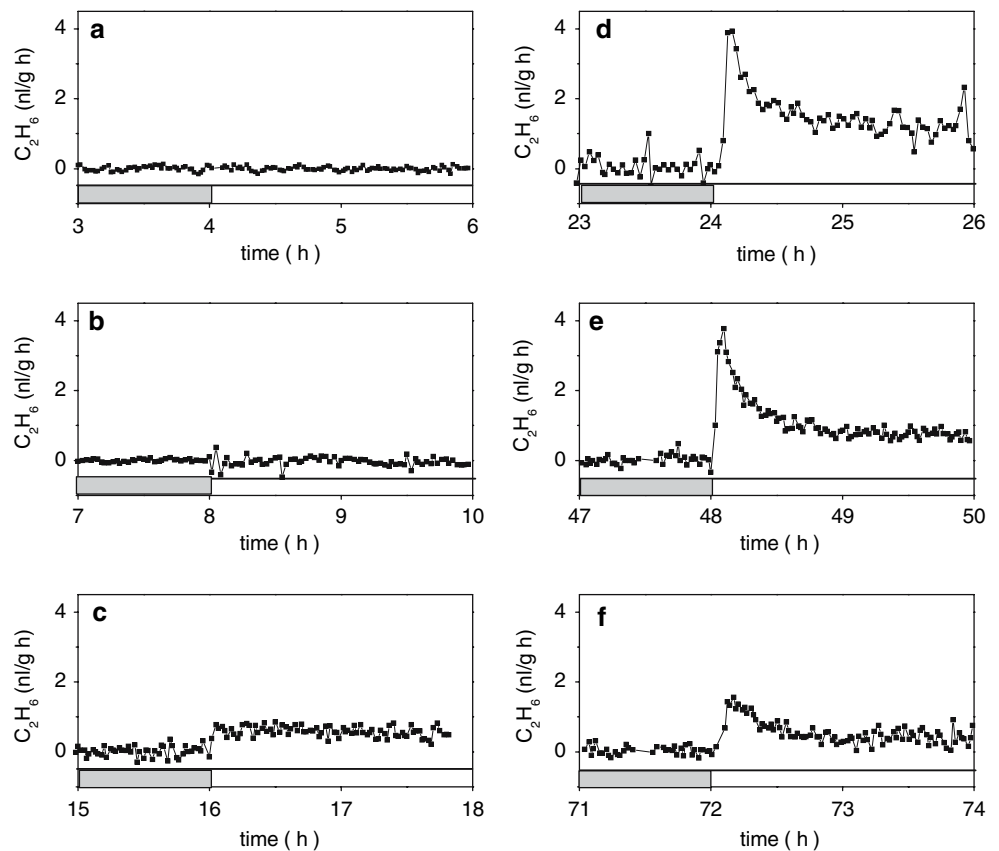 a
C₂H₆ (nl/g h)
4
2
0
3 4 5 6
time ( h )
b
C₂H₆ (nl/g h)
4
2
0
7 8 9 10
time ( h )
c
C₂H₆ (nl/g h)
4
2
0
15 16 17 18
time ( h )
d
C₂H₆ (nl/g h)
4
2
0
23 24 25 26
time ( h )
e
C₂H₆ (nl/g h)
4
2
0
47 48 49 50
time ( h )
f
C₂H₆ (nl/g h)
4
2
0
71 72 73 74
time ( h )